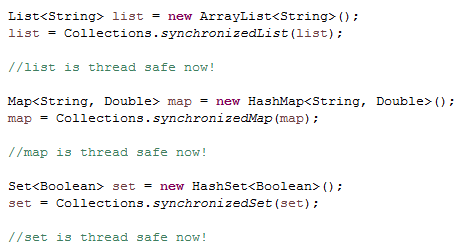 List<String> list = new ArrayList<String>();
list = Collections.synchronizedList(list);
//list is thread safe now!
Map<String, Double> map = new HashMap<String, Double>();
map = Collections.synchronizedMap(map);
//map is thread safe now!
Set<Boolean> set = new HashSet<Boolean>();
set = Collections.synchronizedSet(set);
//set is thread safe now!